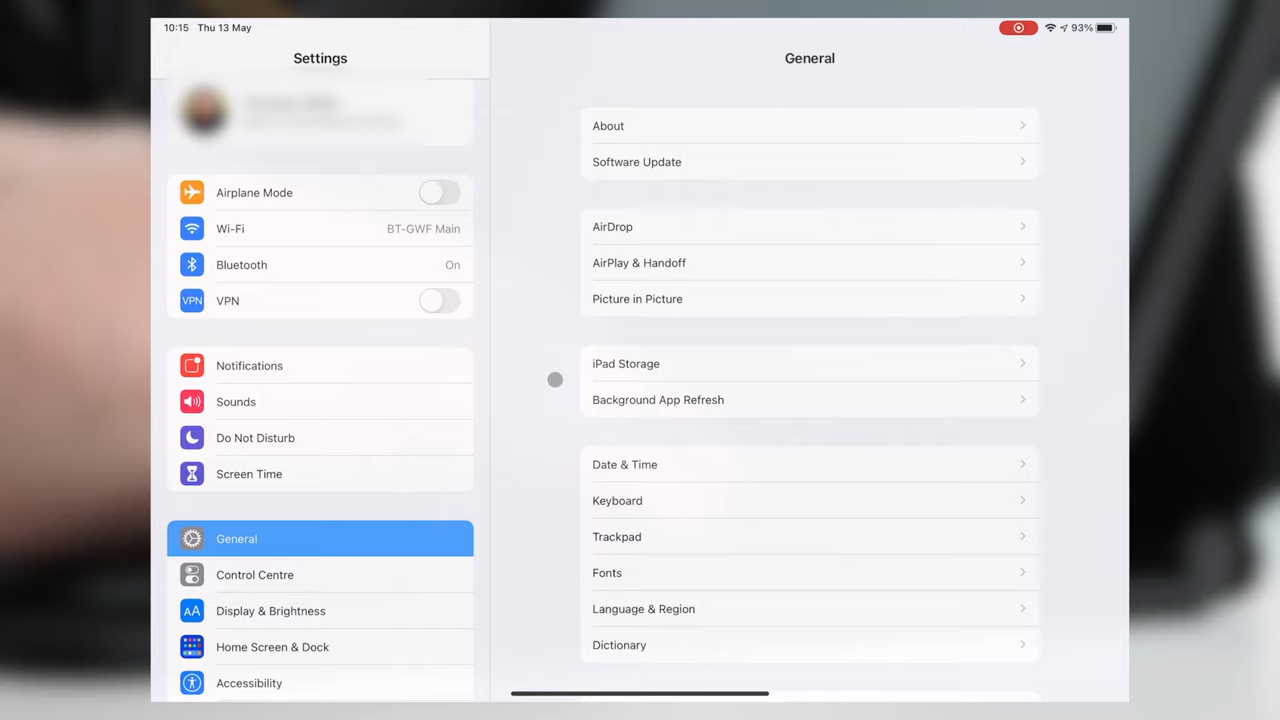 10:15 Thu 13 May
93%
Settings
Airplane Mode
Wi-Fi BT-GWF Main
Bluetooth On
VPN VPN
Notifications
Sounds
Do Not Disturb
Screen Time
General
Control Centre
AA Display & Brightness
Home Screen & Dock
Accessibility
General
About
Software Update
AirDrop
AirPlay & Handoff
Picture in Picture
iPad Storage
Background App Refresh
Date & Time
Keyboard
Trackpad
Fonts
Language & Region
Dictionary